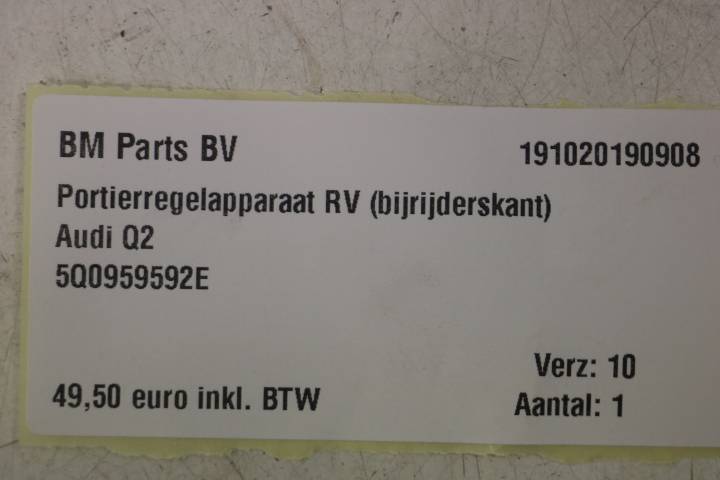 BM Parts BV 191020190908
Portierregelapparaat RV (bijrijderskant)
Audi Q2
5Q0959592E
Verz: 10
49,50 euro inkl. BTW Aantal: 1